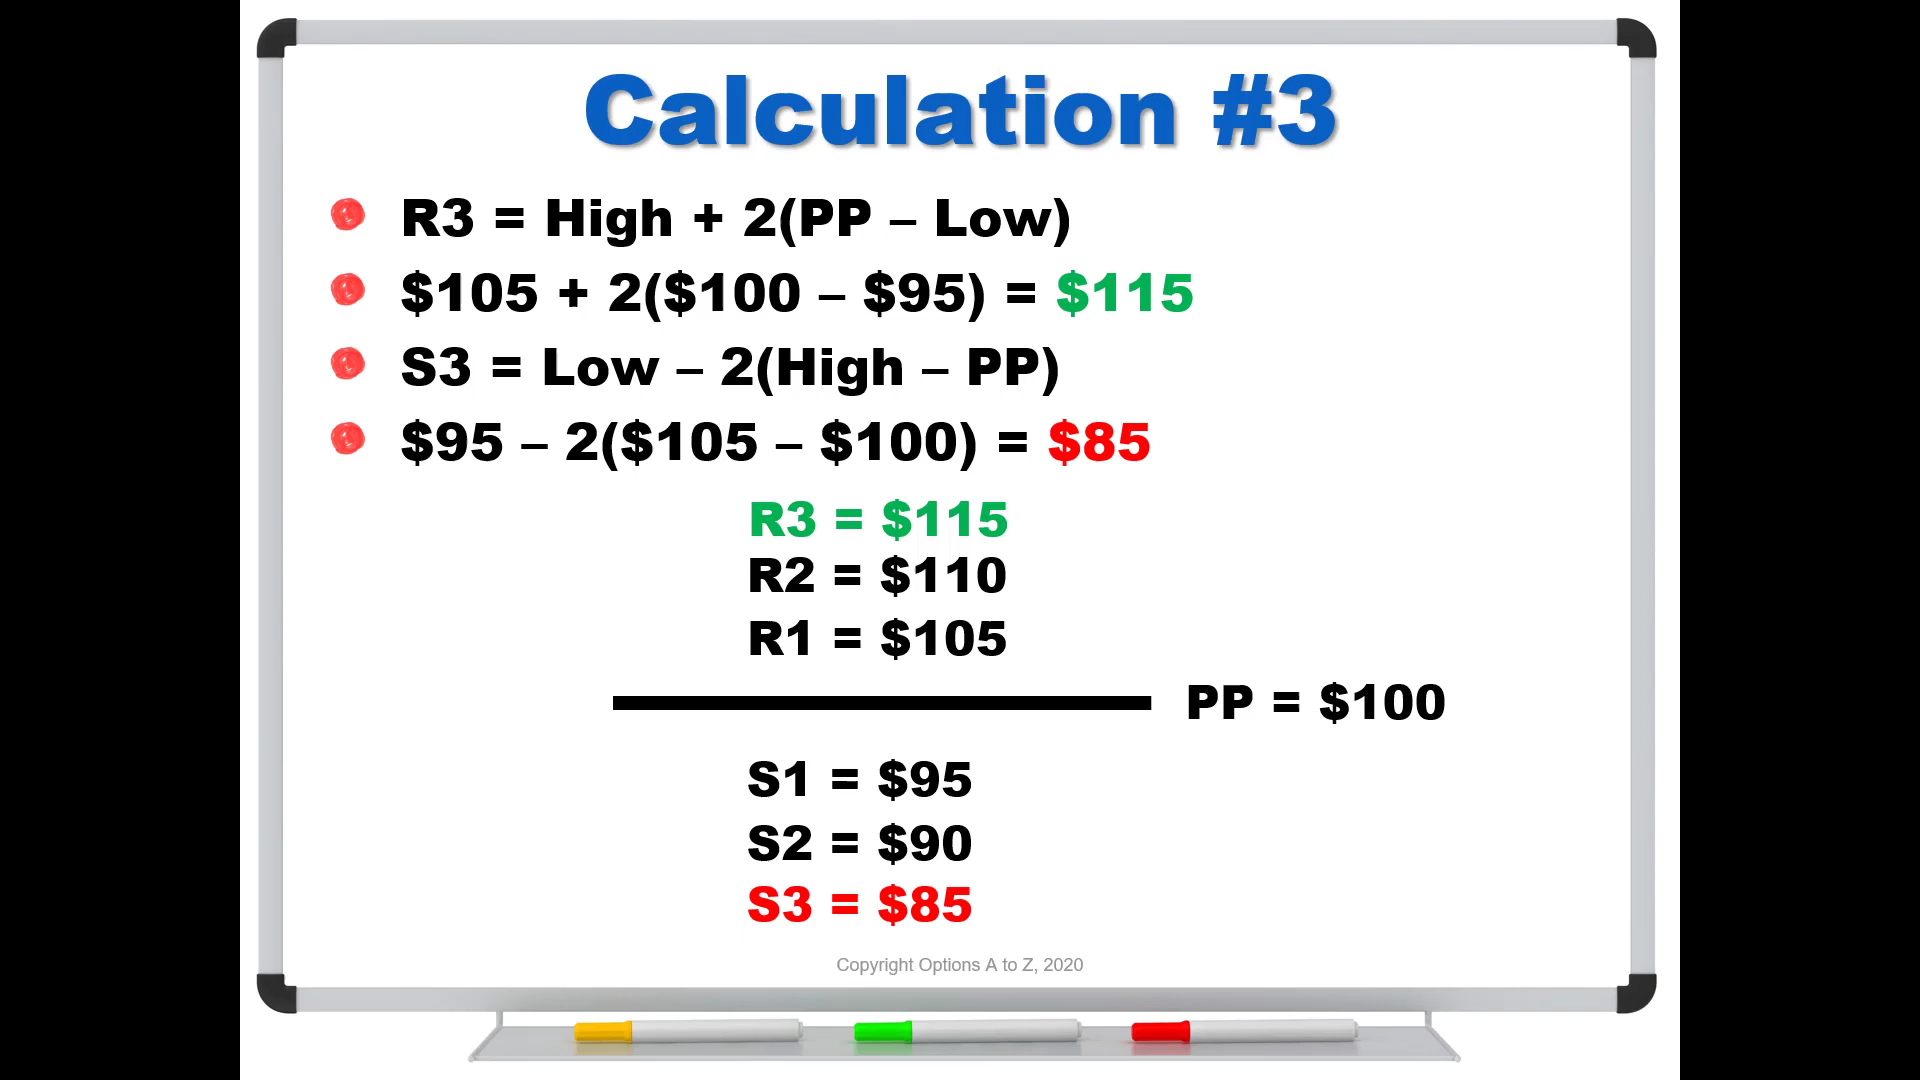 Calculation #3
R3 = High + 2(PP – Low)
$105 + 2($100 – $95) = $115
S3 = Low – 2(High – PP)
$95 – 2($105 – $100) = $85
R3 = $115
R2 = $110
R1 = $105
PP = $100
S1 = $95
S2 = $90
S3 = $85
Copyright Options A to Z, 2020